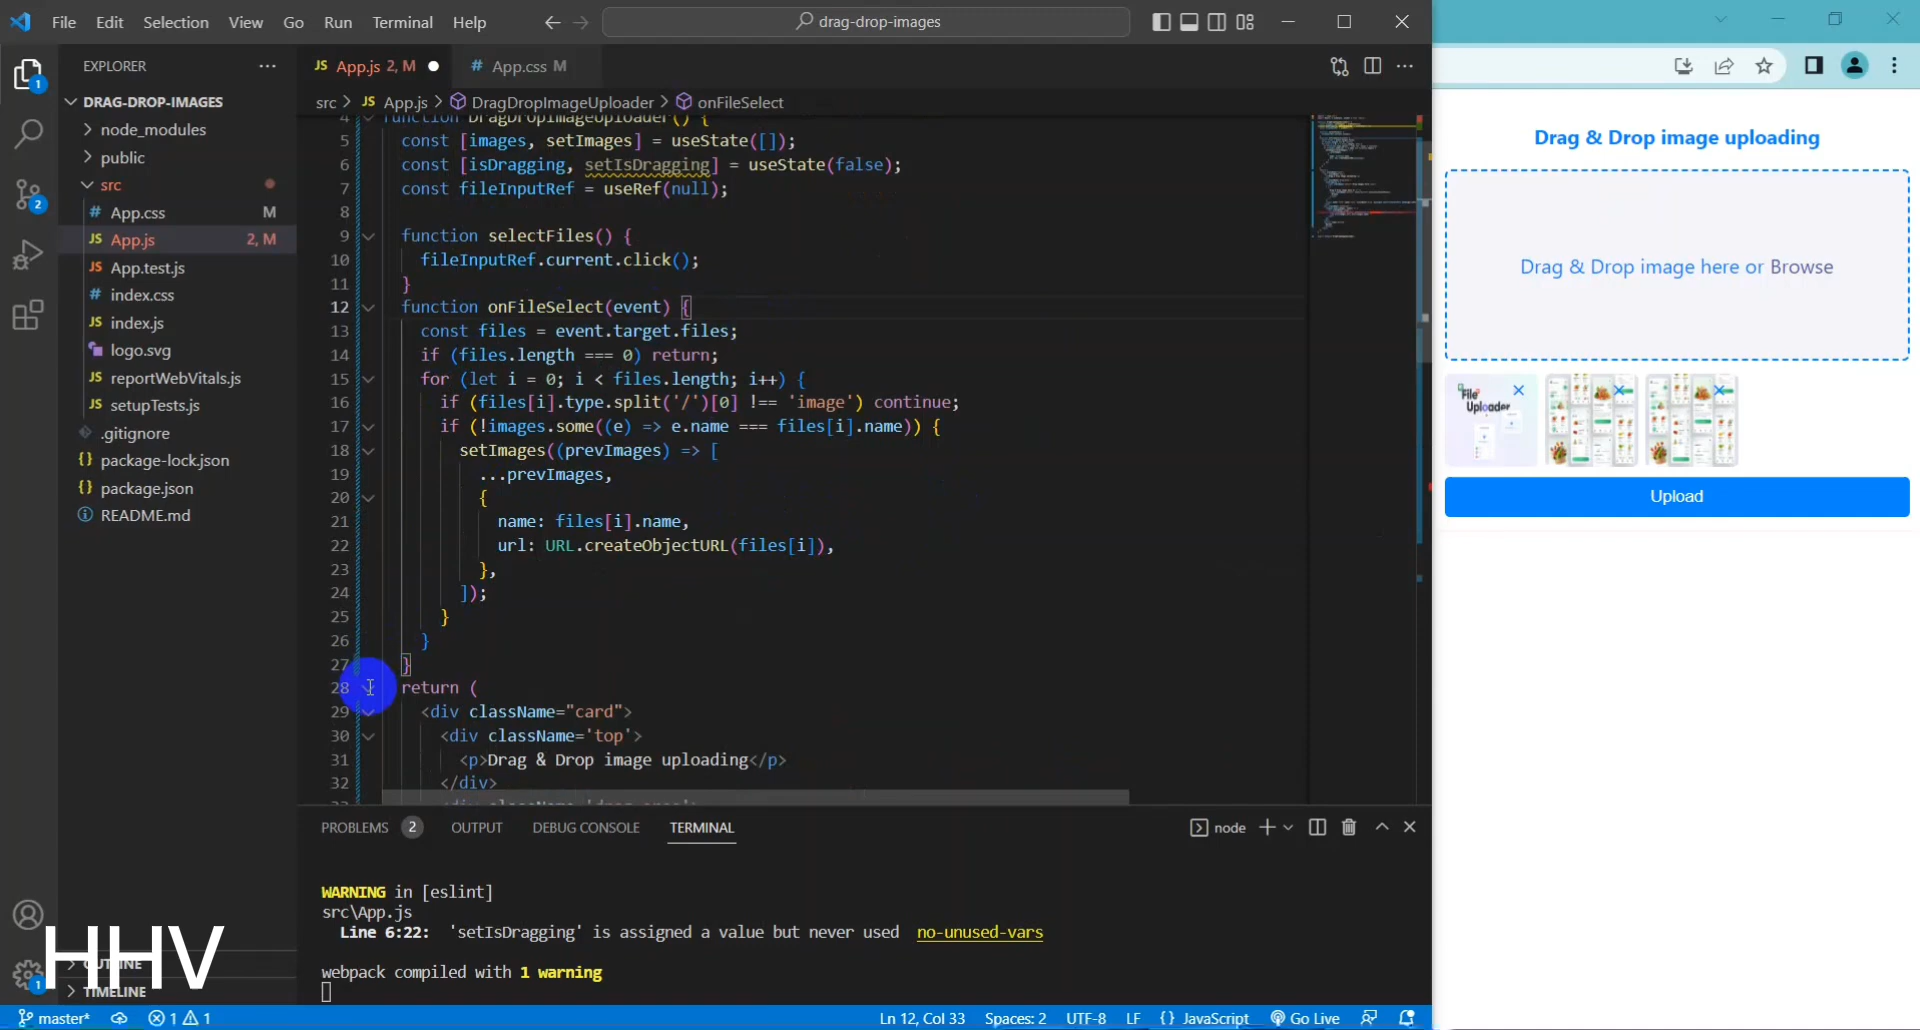 File Edit Selection View Go Run Terminal Help
drag-drop-images
EXPLORER
DRAG-DROP-IMAGES
node_modules
public
src
# App.css M
JS App.js 2, M
JS App.test.js
# index.css
JS index.js
logo.svg
JS reportWebVitals.js
JS setupTests.js
.gitignore
{} package-lock.json
{} package.json
README.md
OUTLINE
TIMELINE
HHV
JS App.js 2, M
# App.css M
src > JS App.js > DragDropImageUploader > onFileSelect
4 function DragDropImageUploader() {
5 const [images, setImages] = useState([]);
6 const [isDragging, setIsDragging] = useState(false);
7 const fileInputRef = useRef(null);
8
9 function selectFiles() {
10 fileInputRef.current.click();
11 }
12 function onFileSelect(event) {
13 const files = event.target.files;
14 if (files.length === 0) return;
15 for (let i = 0; i < files.length; i++) {
16 if (files[i].type.split('/')[0] !== 'image') continue;
17 if (!images.some((e) => e.name === files[i].name)) {
18 setImages((prevImages) => [
19 ...prevImages,
20 {
21 name: files[i].name,
22 url: URL.createObjectURL(files[i]),
23 },
24 ]);
25 }
26 }
27 }
28 return (
29 <div className="card">
30 <div className='top'>
31 <p>Drag & Drop image uploading</p>
32 </div>
PROBLEMS 2 OUTPUT DEBUG CONSOLE TERMINAL
node
WARNING in [eslint]
src\App.js
Line 6:22: 'setIsDragging' is assigned a value but never used no-unused-vars
webpack compiled with 1 warning
master* 1 1
Ln 12, Col 33 Spaces: 2 UTF-8 LF {} JavaScript Go Live
Drag & Drop image uploading
Drag & Drop image here or Browse
File
Uploader
Upload